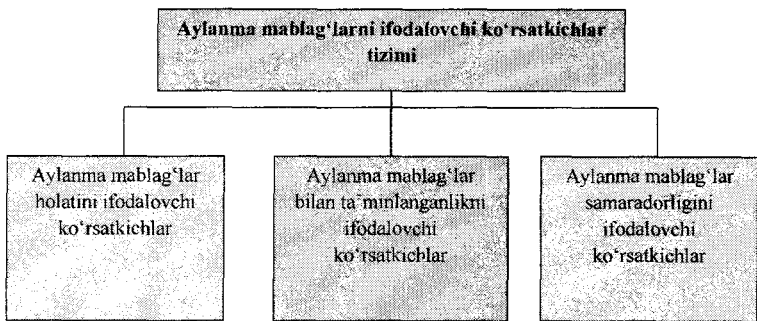 Aylanma mablag‘larni ifodalovchi ko‘rsatkichlar
tizimi
Aylanma mablag‘lar
holatini ifodalovchi
ko‘rsatkichlar
Aylanma mablag‘lar
bilan ta’minlanganlikni
ifodalovchi
ko‘rsatkichlar
Aylanma mablag‘lar
samaradorligini
ifodalovchi
ko‘rsatkichlar